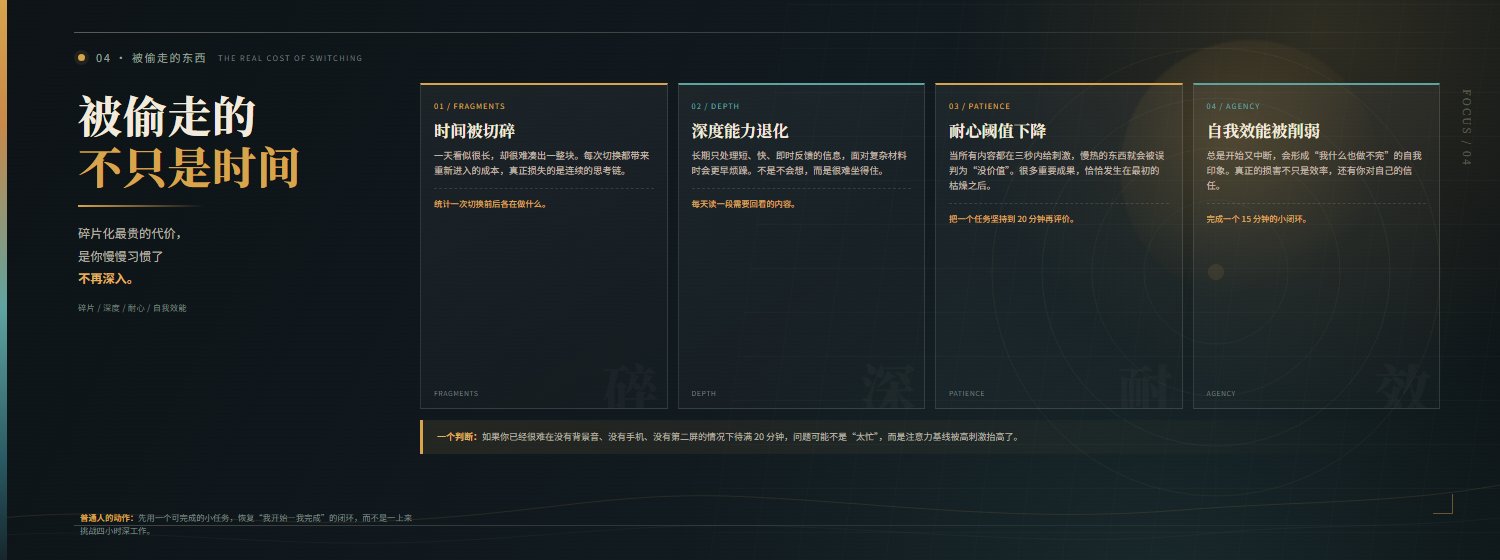 04 · 被偷走的东西 THE REAL COST OF SWITCHING
被偷走的
不只是时间
碎片化最贵的代价，
是你慢慢习惯了
不再深入。
碎片 / 深度 / 耐心 / 自我效能
01 / FRAGMENTS
时间被切碎
一天看似很长，却很难凑出一整块。每次切换都带来
重新进入的成本，真正损失的是连续的思考链。
统计一次切换前后各在做什么。
FRAGMENTS
碎
02 / DEPTH
深度能力退化
长期只处理短、快、即时反馈的信息，面对复杂材料
时会更早烦躁。不是不会想，而是很难坐得住。
每天读一段需要回看的内容。
DEPTH
深
03 / PATIENCE
耐心阈值下降
当所有内容都在三秒内给刺激，慢热的东西就会被误
判为“没价值”。很多重要成果，恰恰发生在最初的
枯燥之后。
把一个任务坚持到 20 分钟再评价。
PATIENCE
耐
04 / AGENCY
自我效能被削弱
总是开始又中断，会形成“我什么也做不完”的自我
印象。真正的损害不只是效率，还有你对自己的信
任。
完成一个 15 分钟的小闭环。
AGENCY
效
一个判断：如果你已经很难在没有背景音、没有手机、没有第二屏的情况下待满 20 分钟，问题可能不是“太忙”，而是注意力基线被高刺激抬高了。
普通人的动作：先用一个可完成的小任务，恢复“我开始—我完成”的闭环，而不是一上来
挑战四小时深工作。
FOCUS / 04